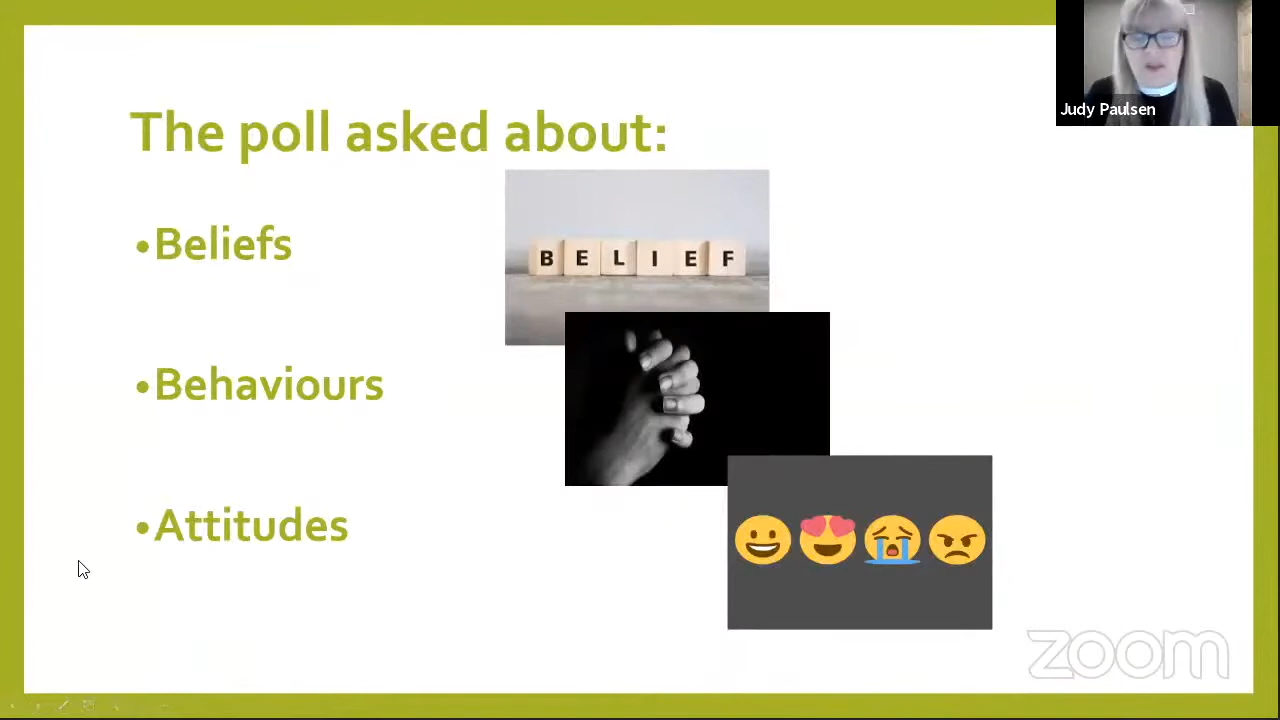 The poll asked about:
•Beliefs
BELIEF
•Behaviours
•Attitudes
Judy Paulsen
zoom